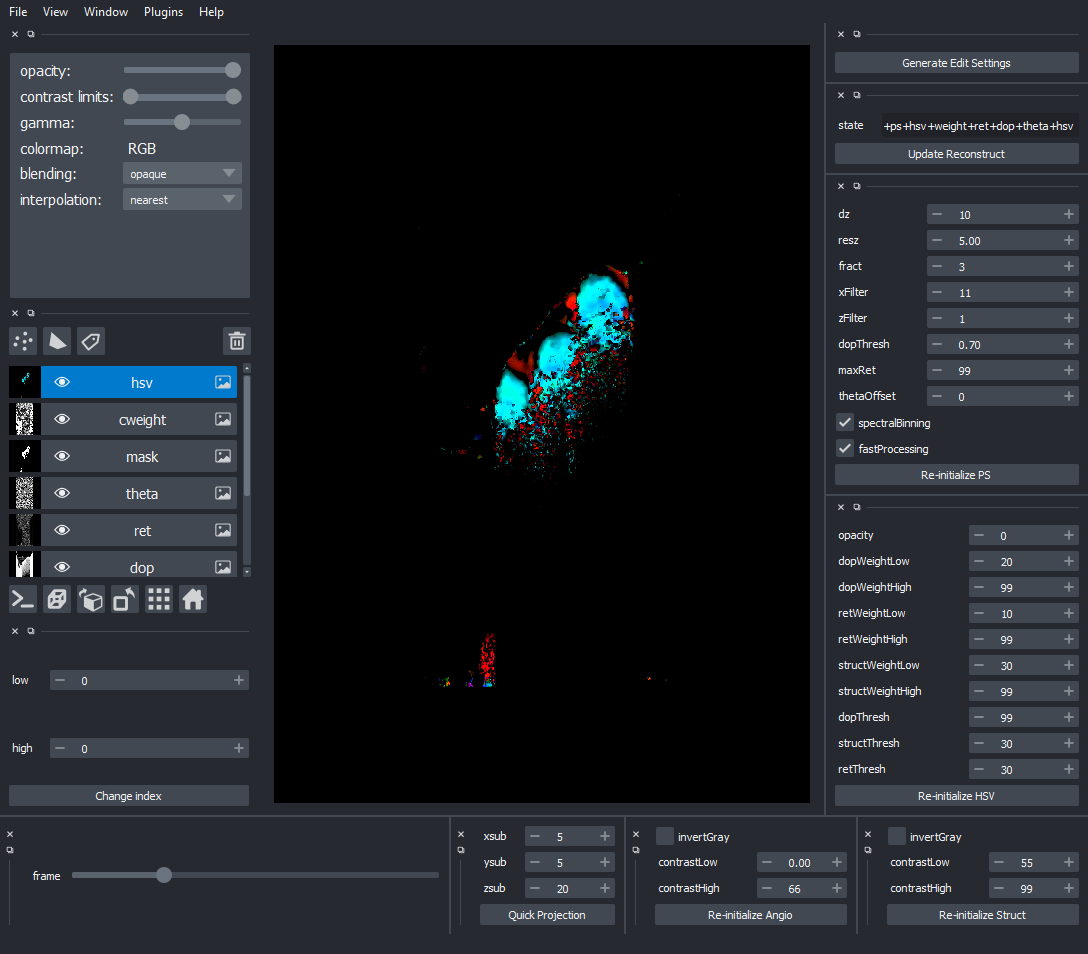 File View Window Plugins Help
opacity:
contrast limits:
gamma:
colormap: RGB
blending: opaque
interpolation: nearest
hsv
cweight
mask
theta
ret
dop
low 0
high 0
Change index
Generate Edit Settings
state +ps+hsv+weight+ret+dop+theta+hsv
Update Reconstruct
dz 10
resz 5.00
fract 3
xFilter 11
zFilter 1
dopThresh 0.70
maxRet 99
thetaOffset 0
spectralBinning
fastProcessing
Re-initialize PS
opacity 0
dopWeightLow 20
dopWeightHigh 99
retWeightLow 10
retWeightHigh 99
structWeightLow 30
structWeightHigh 99
dopThresh 99
structThresh 30
retThresh 30
Re-initialize HSV
frame
xsub 5
ysub 5
zsub 20
Quick Projection
invertGray
contrastLow 0.00
contrastHigh 66
Re-initialize Angio
invertGray
contrastLow 55
contrastHigh 99
Re-initialize Struct